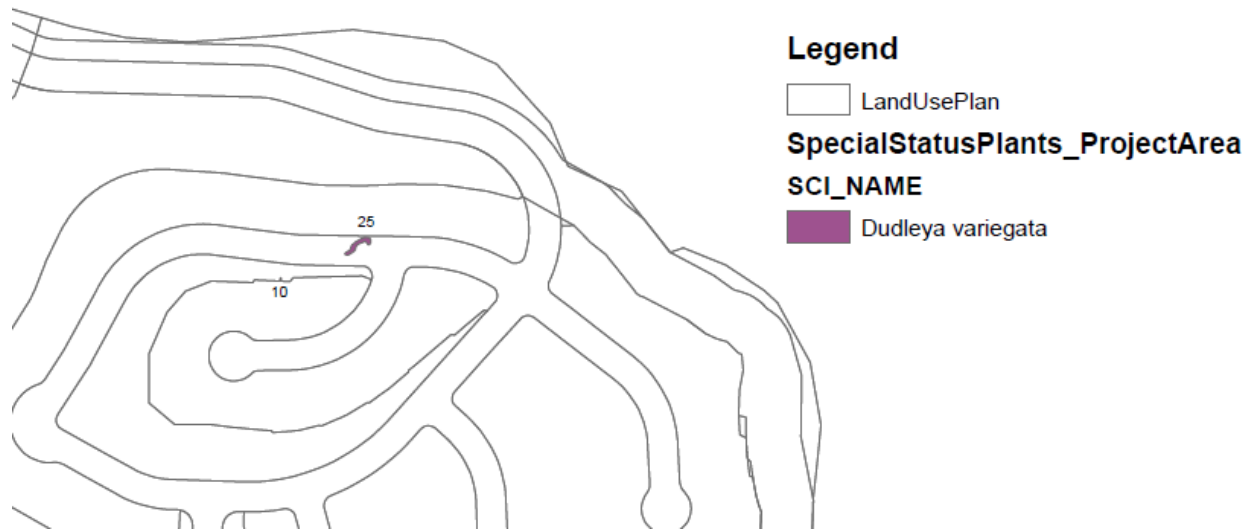 Legend
LandUsePlan
SpecialStatusPlants_ProjectArea
SCI_NAME
Dudleya variegata
25
10